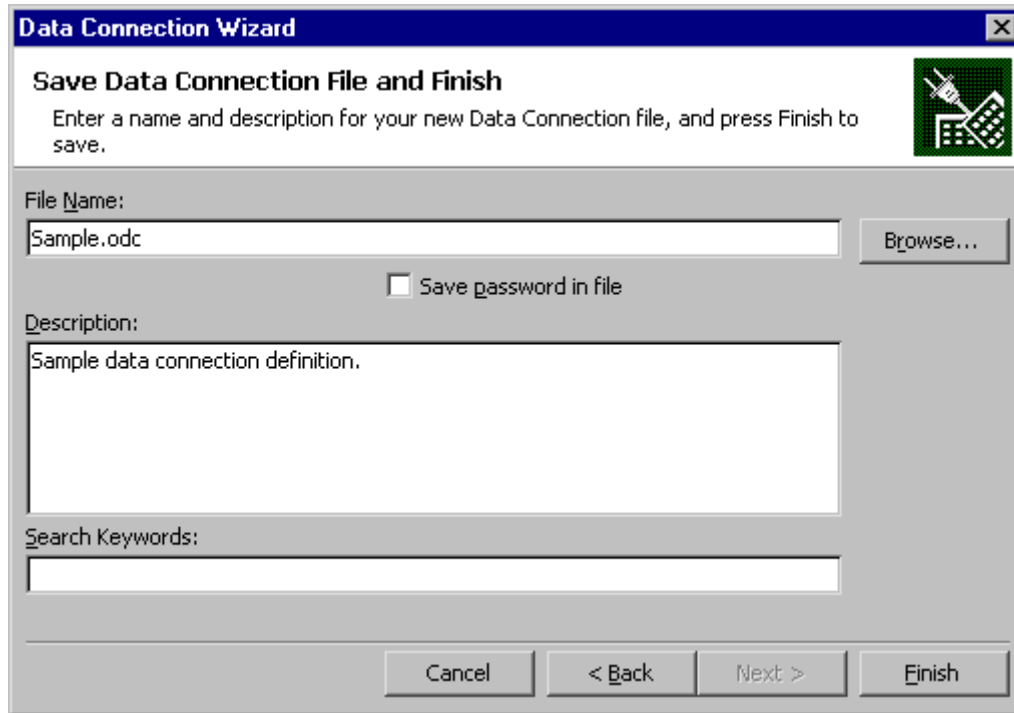 Data Connection Wizard
Save Data Connection File and Finish
Enter a name and description for your new Data Connection file, and press Finish to
save.
File Name:
Sample.odc
Browse...
Save password in file
Description:
Sample data connection definition.
Search Keywords:
Cancel
< Back
Next >
Finish